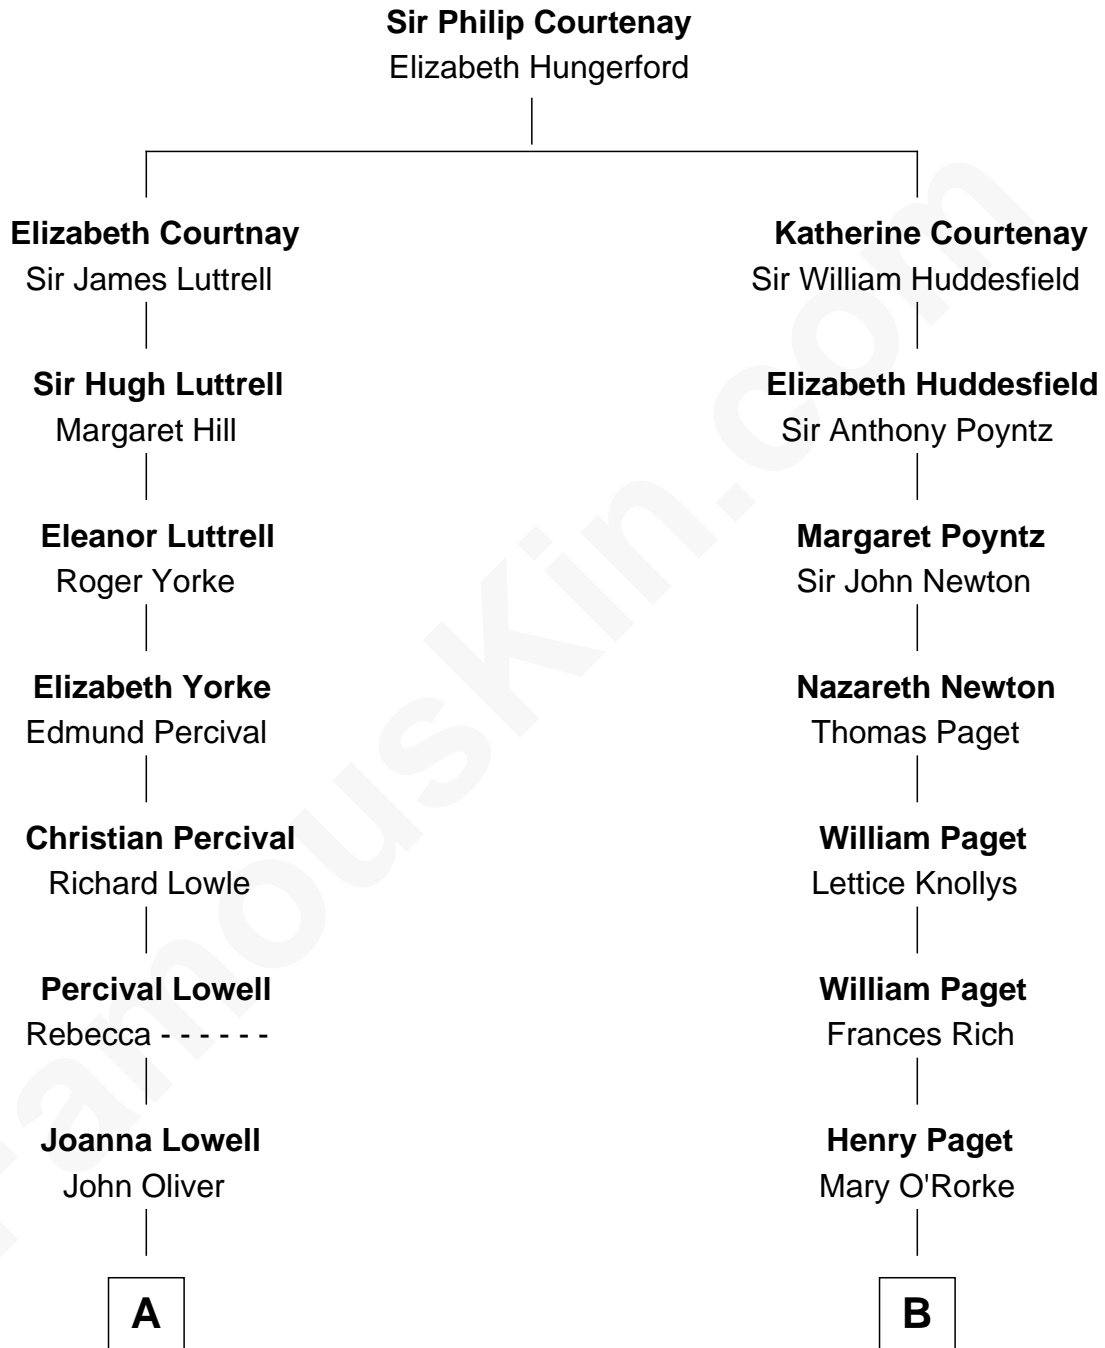 Sir Philip Courtenay
Elizabeth Hungerford
Elizabeth Courtnay
Sir James Luttrell
Katherine Courtenay
Sir William Huddesfield
Sir Hugh Luttrell
Margaret Hill
Elizabeth Huddesfield
Sir Anthony Poyntz
Eleanor Luttrell
Roger Yorke
Margaret Poyntz
Sir John Newton
Elizabeth Yorke
Edmund Percival
Nazareth Newton
Thomas Paget
Christian Percival
Richard Lowle
William Paget
Lettice Knollys
Percival Lowell
Rebecca - - - - - -
William Paget
Frances Rich
Joanna Lowell
John Oliver
Henry Paget
Mary O'Rorke
A
B
FamousKin.com